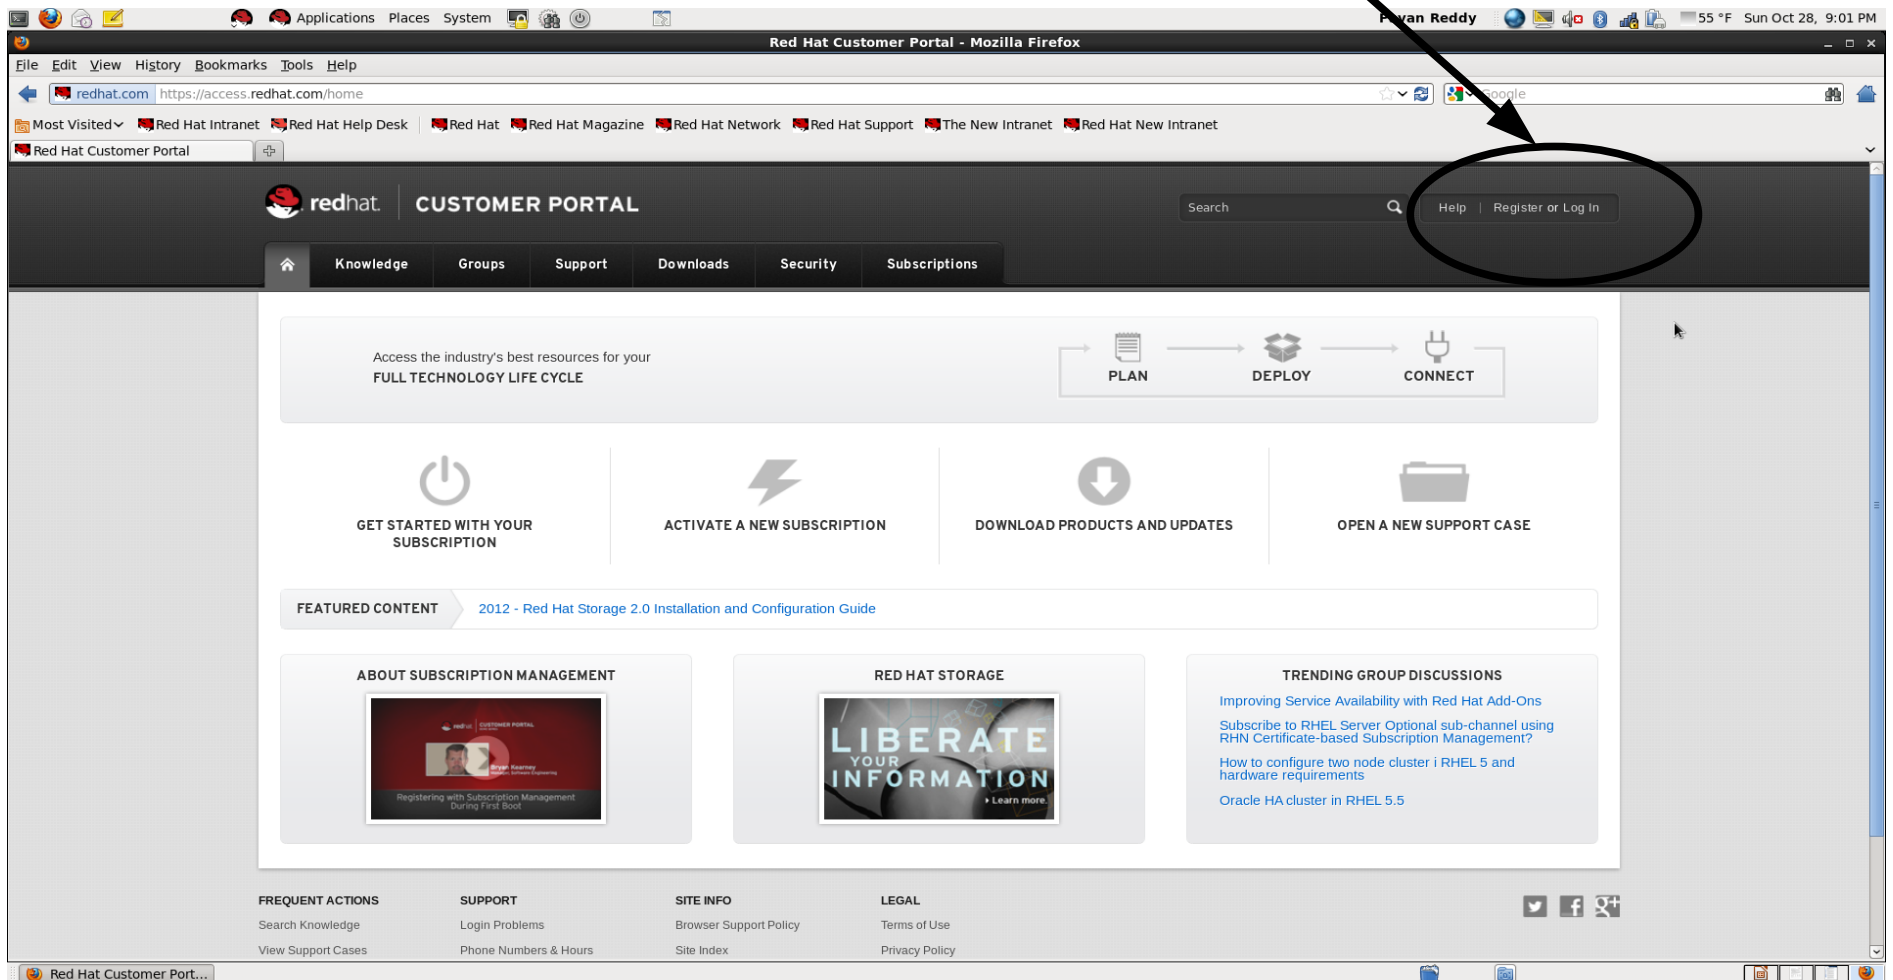 Applications Places System
Pavan Reddy
55 °F Sun Oct 28, 9:01 PM
Red Hat Customer Portal - Mozilla Firefox
File Edit View History Bookmarks Tools Help
redhat.com https://access.redhat.com/home
Google
Most Visited Red Hat Intranet Red Hat Help Desk Red Hat Red Hat Magazine Red Hat Network Red Hat Support The New Intranet Red Hat New Intranet
Red Hat Customer Portal
redhat. CUSTOMER PORTAL
Search
Help | Register or Log In
Knowledge Groups Support Downloads Security Subscriptions
Access the industry's best resources for your
FULL TECHNOLOGY LIFE CYCLE
PLAN DEPLOY CONNECT
GET STARTED WITH YOUR
SUBSCRIPTION
ACTIVATE A NEW SUBSCRIPTION
DOWNLOAD PRODUCTS AND UPDATES
OPEN A NEW SUPPORT CASE
FEATURED CONTENT
2012 - Red Hat Storage 2.0 Installation and Configuration Guide
ABOUT SUBSCRIPTION MANAGEMENT
redhat CUSTOMER PORTAL
Bryan Kearney
Manager, Software Engineering
Registering with Subscription Management
During First Boot
RED HAT STORAGE
LIBERATE
YOUR
INFORMATION
Learn more.
TRENDING GROUP DISCUSSIONS
Improving Service Availability with Red Hat Add-Ons
Subscribe to RHEL Server Optional sub-channel using
RHN Certificate-based Subscription Management?
How to configure two node cluster i RHEL 5 and
hardware requirements
Oracle HA cluster in RHEL 5.5
FREQUENT ACTIONS
Search Knowledge
View Support Cases
SUPPORT
Login Problems
Phone Numbers & Hours
SITE INFO
Browser Support Policy
Site Index
LEGAL
Terms of Use
Privacy Policy
Red Hat Customer Port...